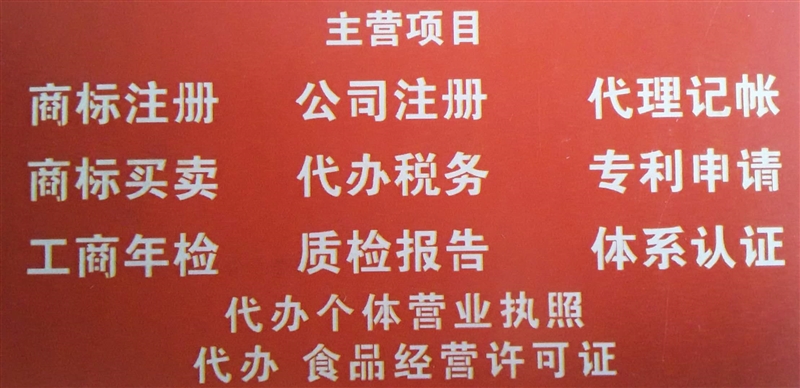 主营项目
商标注册 公司注册 代理记帐
商标买卖 代办税务 专利申请
工商年检 质检报告 体系认证
代办个体营业执照
代办 食品经营许可证